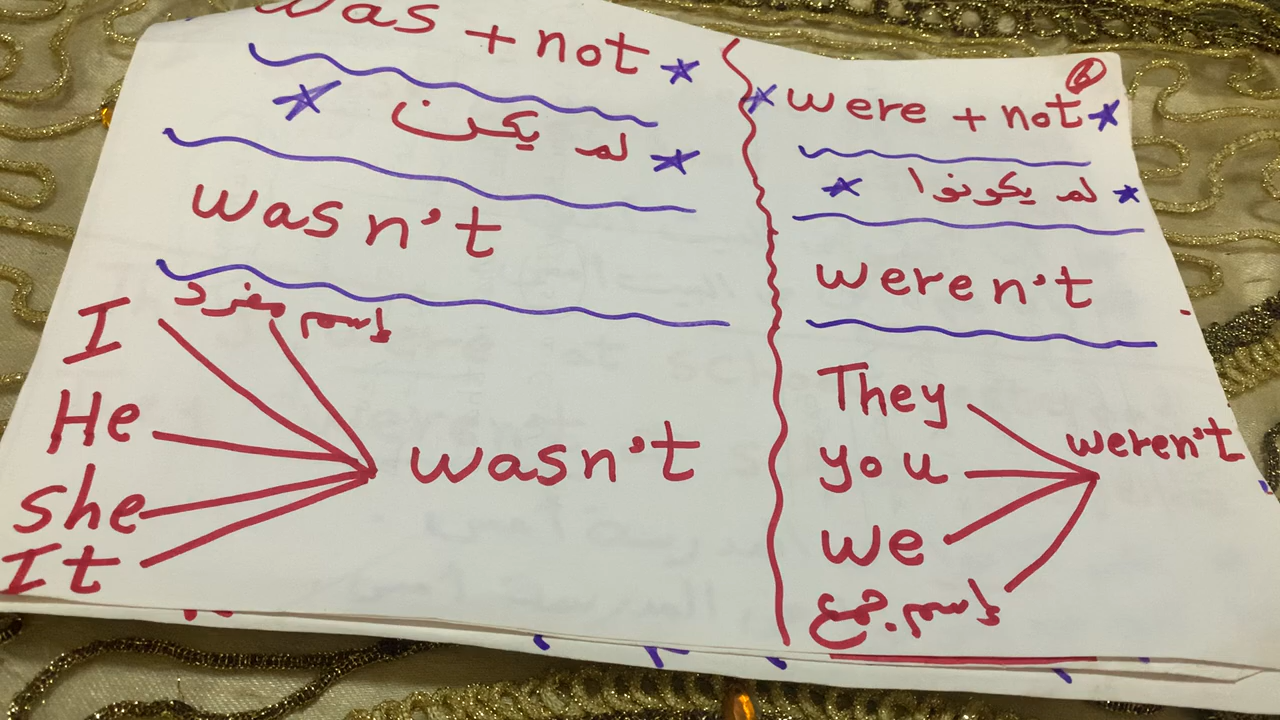 was + not
لم يكن
wasn't
اسم مفرد
I
He
she
It
wasn't
were + not
لم يكونوا
weren't
They
you
we
اسم جمع
weren't